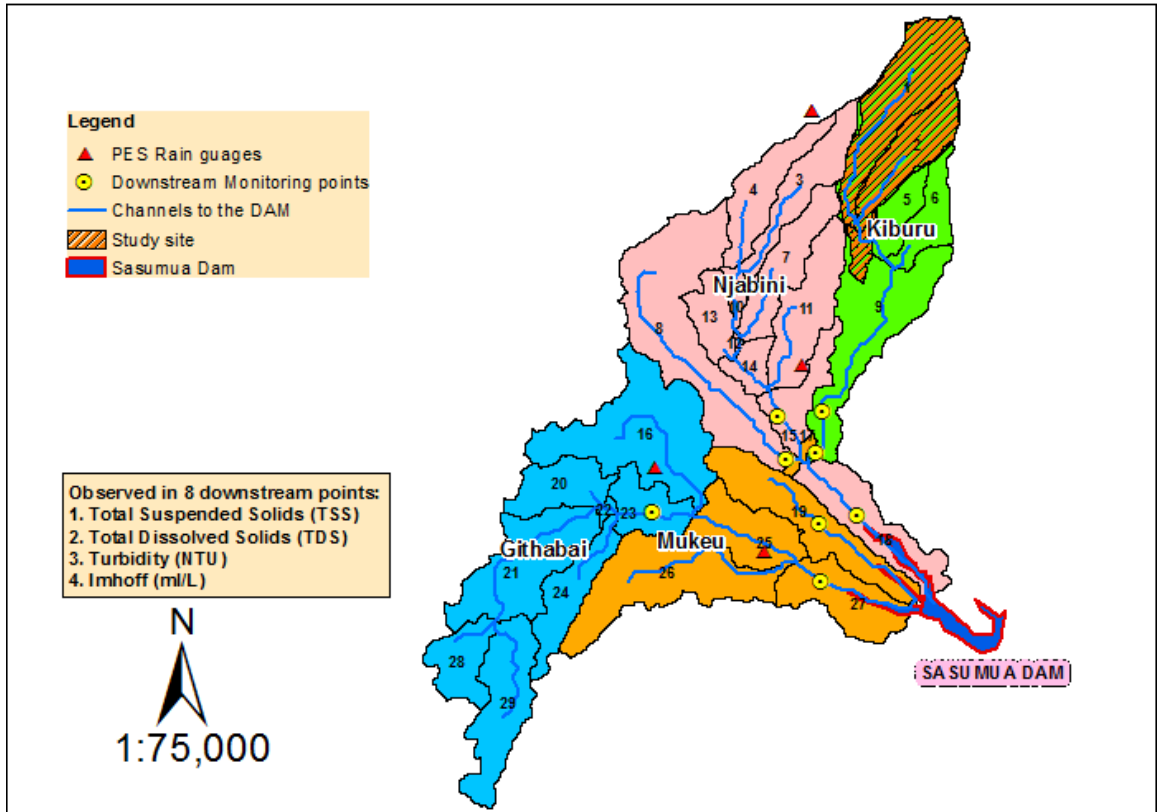 Legend
PES Rain guages
Downstream Monitoring points
Channels to the DAM
Study site
Sasumua Dam
Observed in 8 downstream points:
1. Total Suspended Solids (TSS)
2. Total Dissolved Solids (TDS)
3. Turbidity (NTU)
4. Imhoff (ml/L)
N
1:75,000
1
2
3
4
5
6
Kiburu
7
Njabini
8
9
10
11
13
12
14
15
17
16
18
19
20
22
23
Githabai
Mukeu
25
21
24
26
27
28
29
SASUMUA DAM